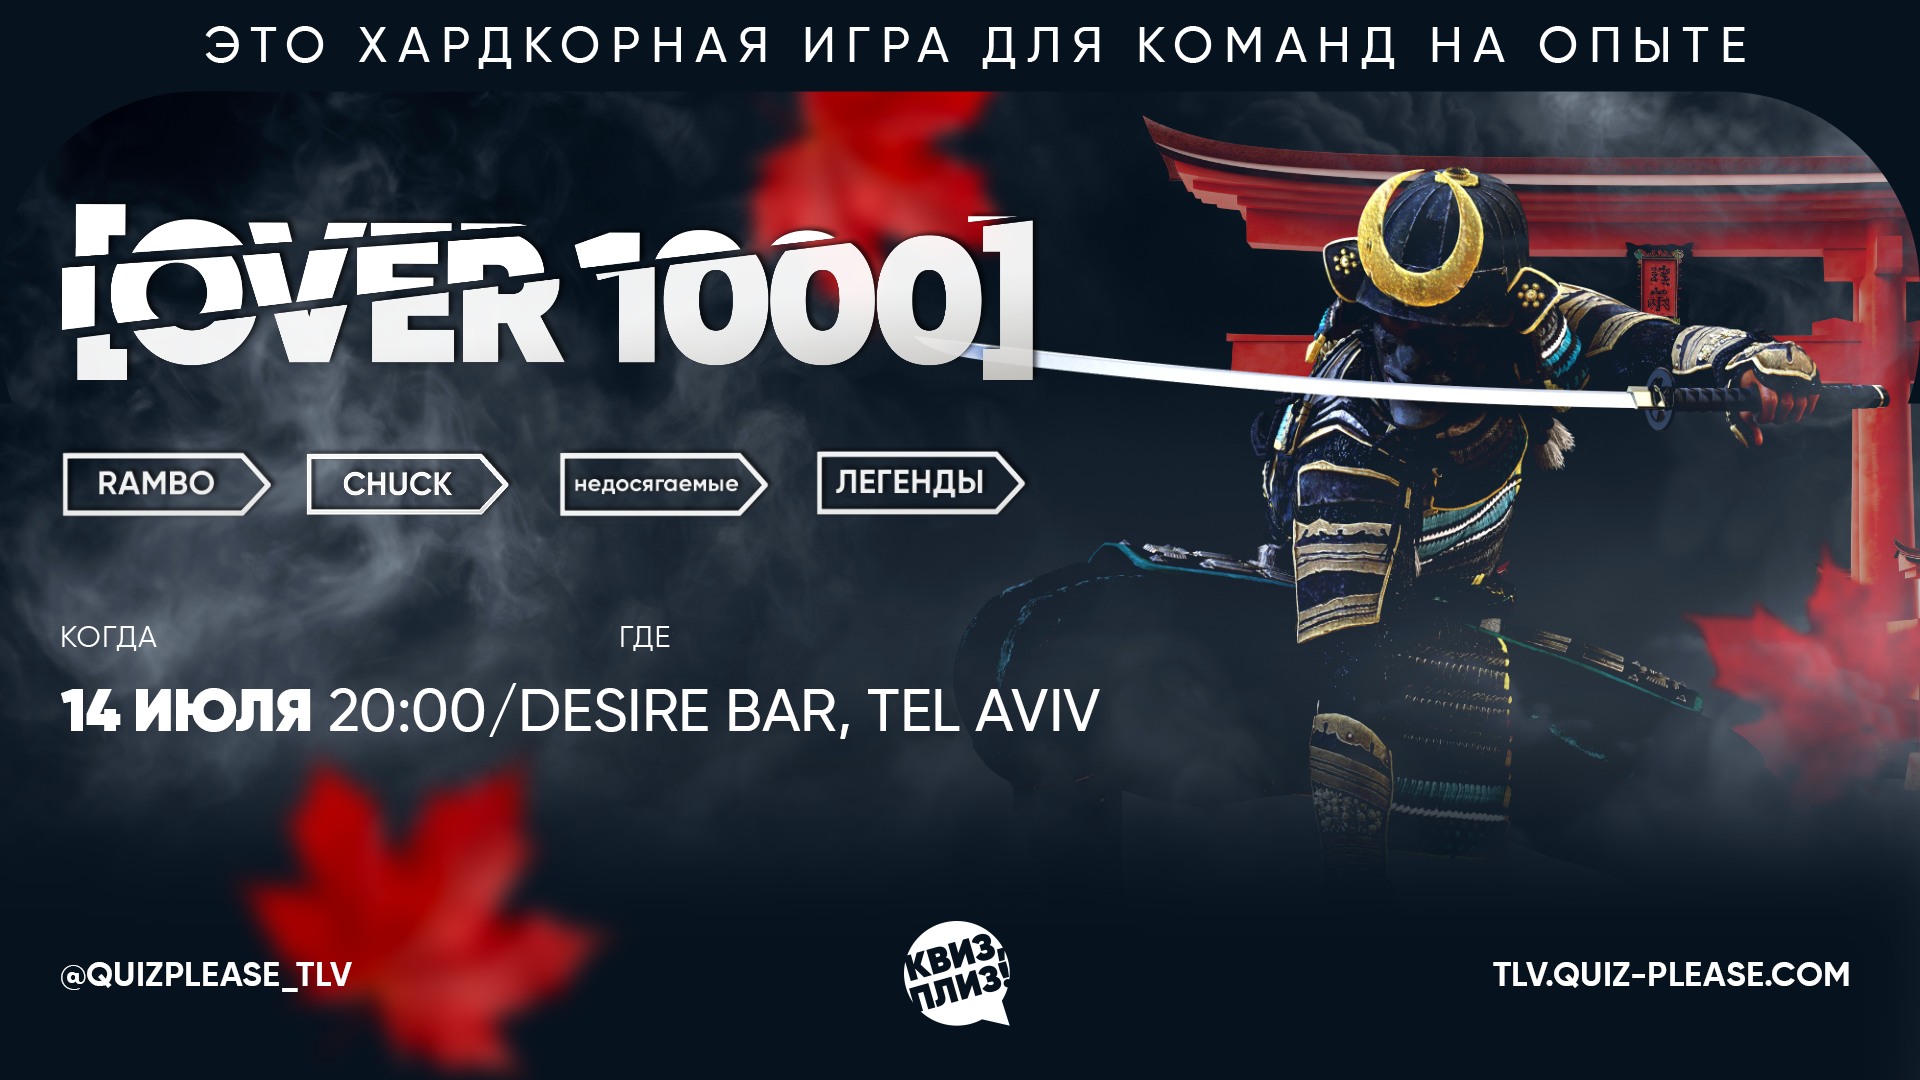 ЭТО ХАРДКОРНАЯ ИГРА ДЛЯ КОМАНД НА ОПЫТЕ
[OVER 1000]
RAMBO
CHUCK
недосягаемые
ЛЕГЕНДЫ
КОГДА
ГДЕ
14 ИЮЛЯ 20:00/DESIRE BAR, TEL AVIV
@QUIZPLEASE_TLV
КВИЗ,
ПЛИЗ!
TLV.QUIZ-PLEASE.COM